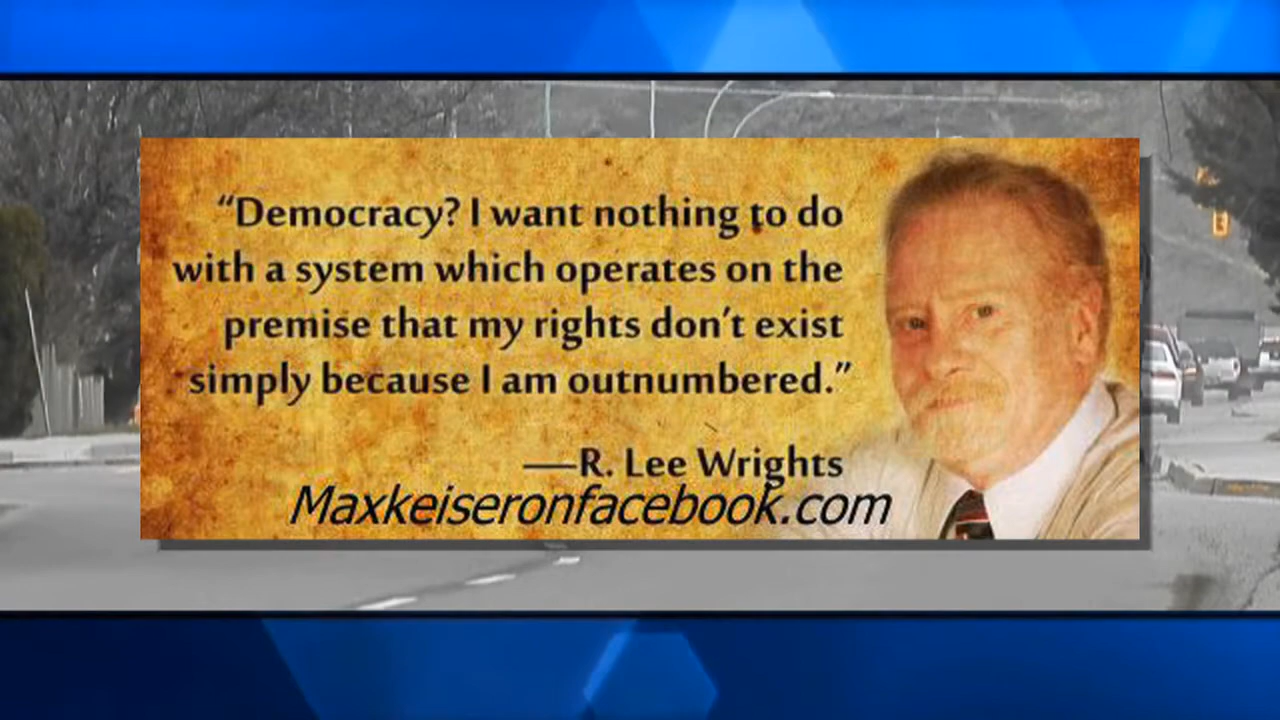 “Democracy? I want nothing to do
with a system which operates on the
premise that my rights don’t exist
simply because I am outnumbered.”
—R. Lee Wrights
Maxkeiseronfacebook.com